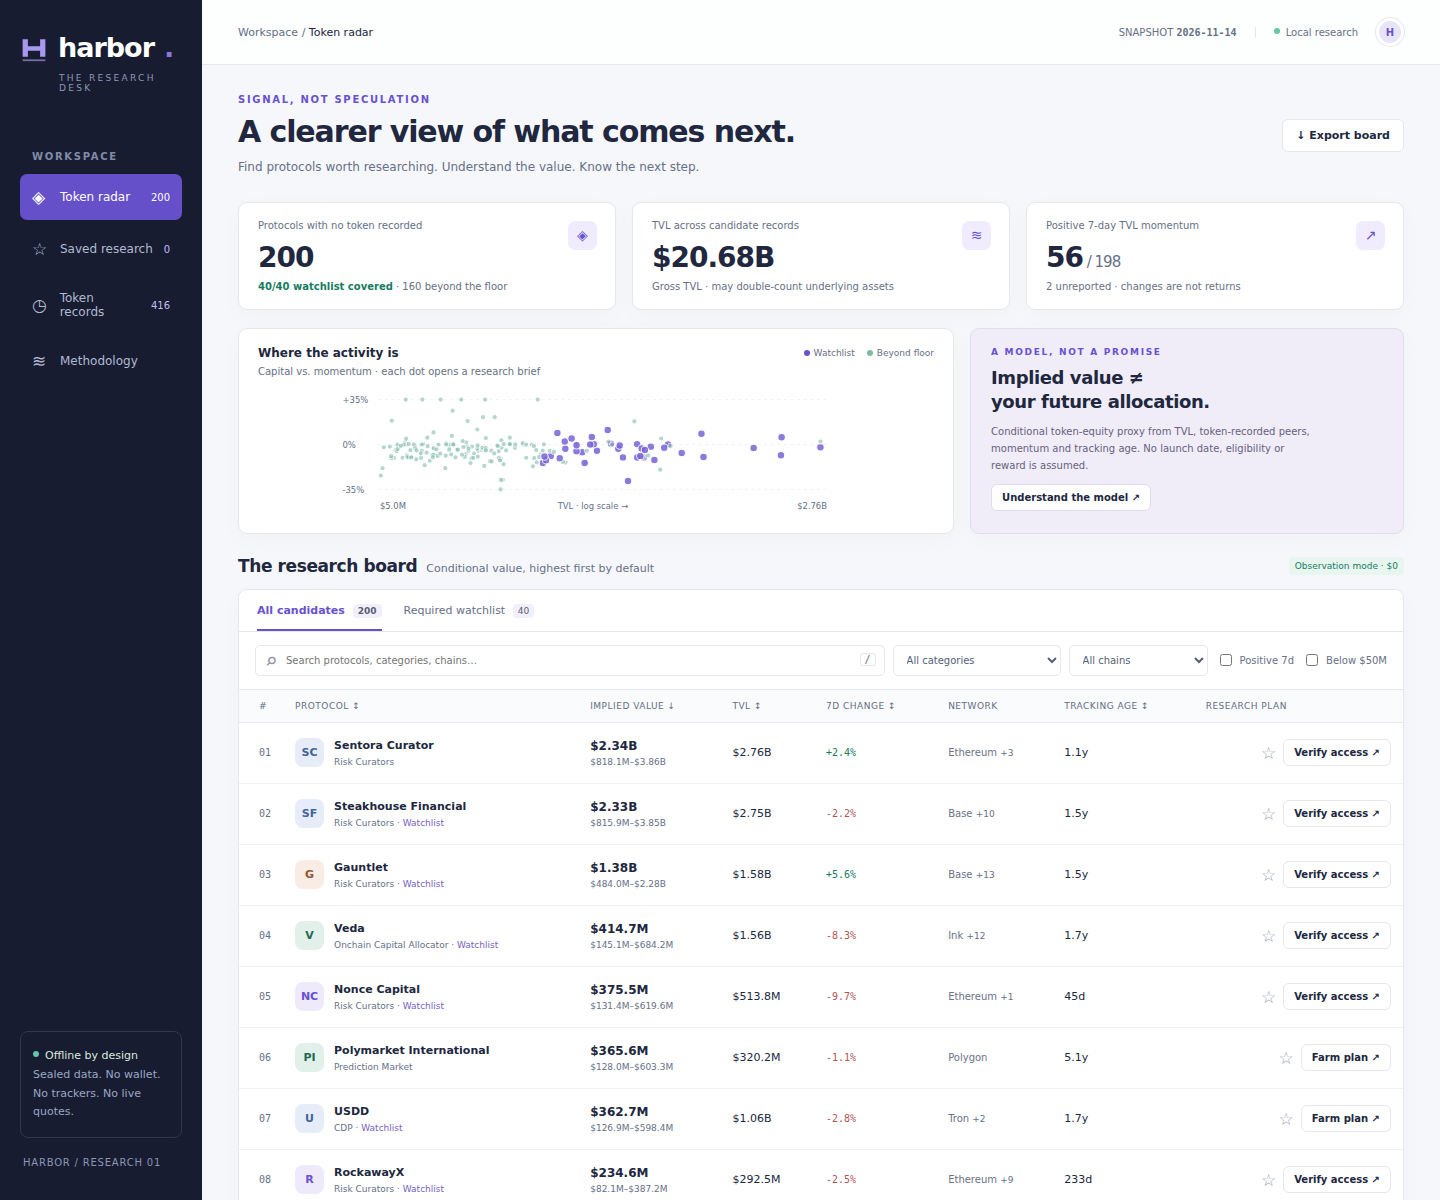 harbor.
THE RESEARCH
DESK
WORKSPACE
Token radar 200
Saved research 0
Token
records 416
Methodology
Offline by design
Sealed data. No wallet.
No trackers. No live
quotes.
HARBOR / RESEARCH 01
Workspace / Token radar
SNAPSHOT 2026-11-14
Local research
H
SIGNAL, NOT SPECULATION
A clearer view of what comes next.
Find protocols worth researching. Understand the value. Know the next step.
↓ Export board
Protocols with no token recorded
200
40/40 watchlist covered · 160 beyond the floor
TVL across candidate records
$20.68B
Gross TVL · may double-count underlying assets
Positive 7-day TVL momentum
56 / 198
2 unreported · changes are not returns
Where the activity is
Capital vs. momentum · each dot opens a research brief
Watchlist Beyond floor
+35%
0%
-35%
$5.0M TVL · log scale → $2.76B
A MODEL, NOT A PROMISE
Implied value ≠
your future allocation.
Conditional token-equity proxy from TVL, token-recorded peers,
momentum and tracking age. No launch date, eligibility or
reward is assumed.
Understand the model ↗
The research board Conditional value, highest first by default
Observation mode · $0
All candidates 200 Required watchlist 40
Search protocols, categories, chains... /
All categories
All chains
Positive 7d
Below $50M
# PROTOCOL ↕ IMPLIED VALUE ↓ TVL ↕ 7D CHANGE ↕ NETWORK TRACKING AGE ↕ RESEARCH PLAN
01 SC Sentora Curator $2.34B $2.76B +2.4% Ethereum +3 1.1y ☆ Verify access ↗
Risk Curators $818.1M–$3.86B
02 SF Steakhouse Financial $2.33B $2.75B -2.2% Base +10 1.5y ☆ Verify access ↗
Risk Curators · Watchlist $815.9M–$3.85B
03 G Gauntlet $1.38B $1.58B +5.6% Base +13 1.5y ☆ Verify access ↗
Risk Curators · Watchlist $484.0M–$2.28B
04 V Veda $414.7M $1.56B -8.3% Ink +12 1.7y ☆ Verify access ↗
Onchain Capital Allocator · Watchlist $145.1M–$684.2M
05 NC Nonce Capital $375.5M $513.8M -9.7% Ethereum +1 45d ☆ Verify access ↗
Risk Curators · Watchlist $131.4M–$619.6M
06 PI Polymarket International $365.6M $320.2M -1.1% Polygon 5.1y ☆ Farm plan ↗
Prediction Market $128.0M–$603.3M
07 U USDD $362.7M $1.06B -2.8% Tron +2 1.7y ☆ Farm plan ↗
CDP · Watchlist $126.9M–$598.4M
08 R RockawayX $234.6M $292.5M -2.5% Ethereum +9 233d ☆ Verify access ↗
Risk Curators · Watchlist $82.1M–$387.2M